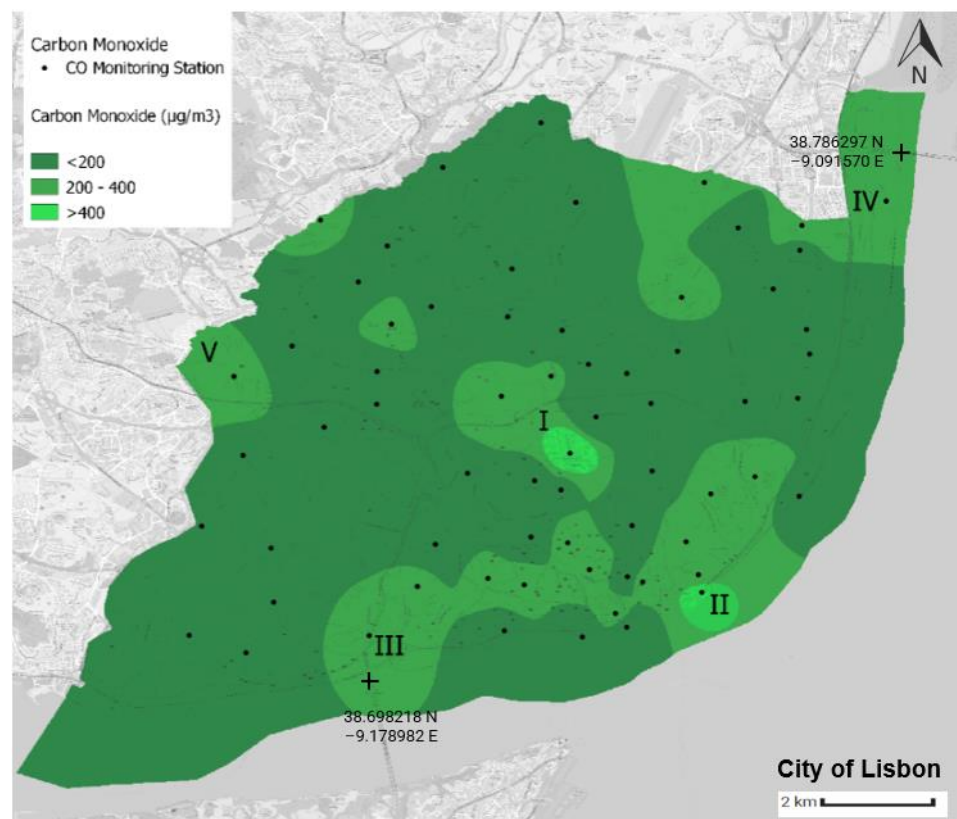 Carbon Monoxide
CO Monitoring Station
Carbon Monoxide (µg/m3)
<200
200 - 400
>400
N
38.786297 N
−9.091570 E
IV
V
I
II
III
38.698218 N
−9.178982 E
City of Lisbon
2 km